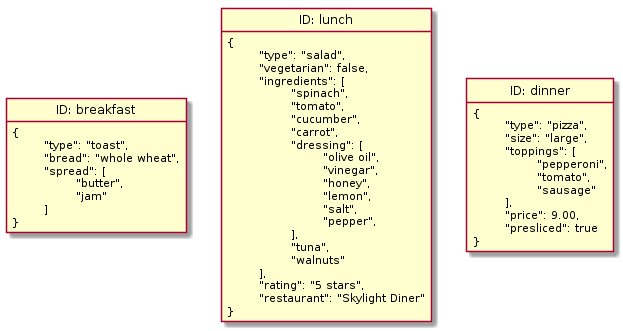 ID: breakfast
{
"type": "toast",
"bread": "whole wheat",
"spread": [
"butter",
"jam"
]
}
ID: lunch
{
"type": "salad",
"vegetarian": false,
"ingredients": [
"spinach",
"tomato",
"cucumber",
"carrot",
"dressing": [
"olive oil",
"vinegar",
"honey",
"lemon",
"salt",
"pepper",
],
"tuna",
"walnuts"
],
"rating": "5 stars",
"restaurant": "Skylight Diner"
}
ID: dinner
{
"type": "pizza",
"size": "large",
"toppings": [
"pepperoni",
"tomato",
"sausage"
],
"price": 9.00,
"presliced": true
}